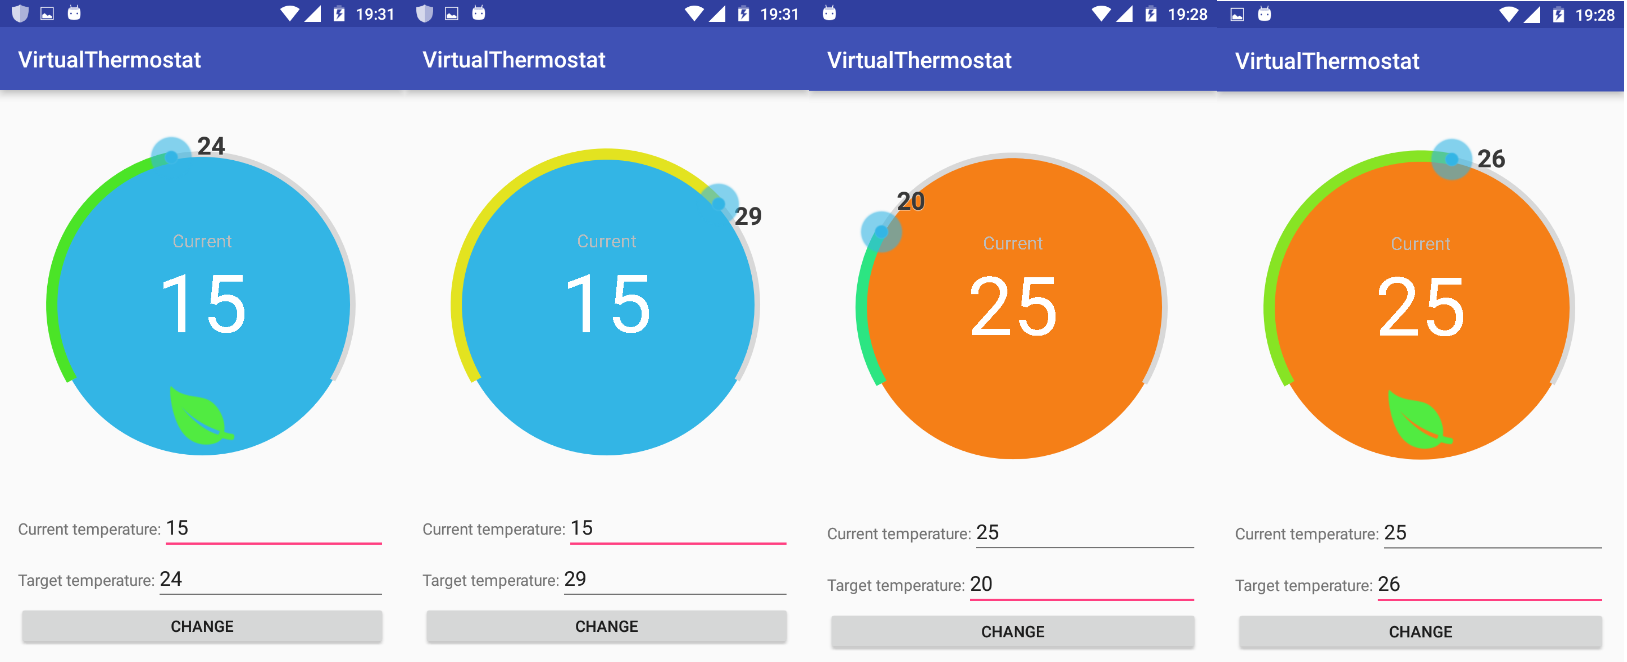 19:31
VirtualThermostat
24
Current
15
Current temperature: 15
Target temperature: 24
CHANGE
19:31
VirtualThermostat
29
Current
15
Current temperature: 15
Target temperature: 29
CHANGE
19:28
VirtualThermostat
20
Current
25
Current temperature: 25
Target temperature: 20
CHANGE
19:28
VirtualThermostat
26
Current
25
Current temperature: 25
Target temperature: 26
CHANGE